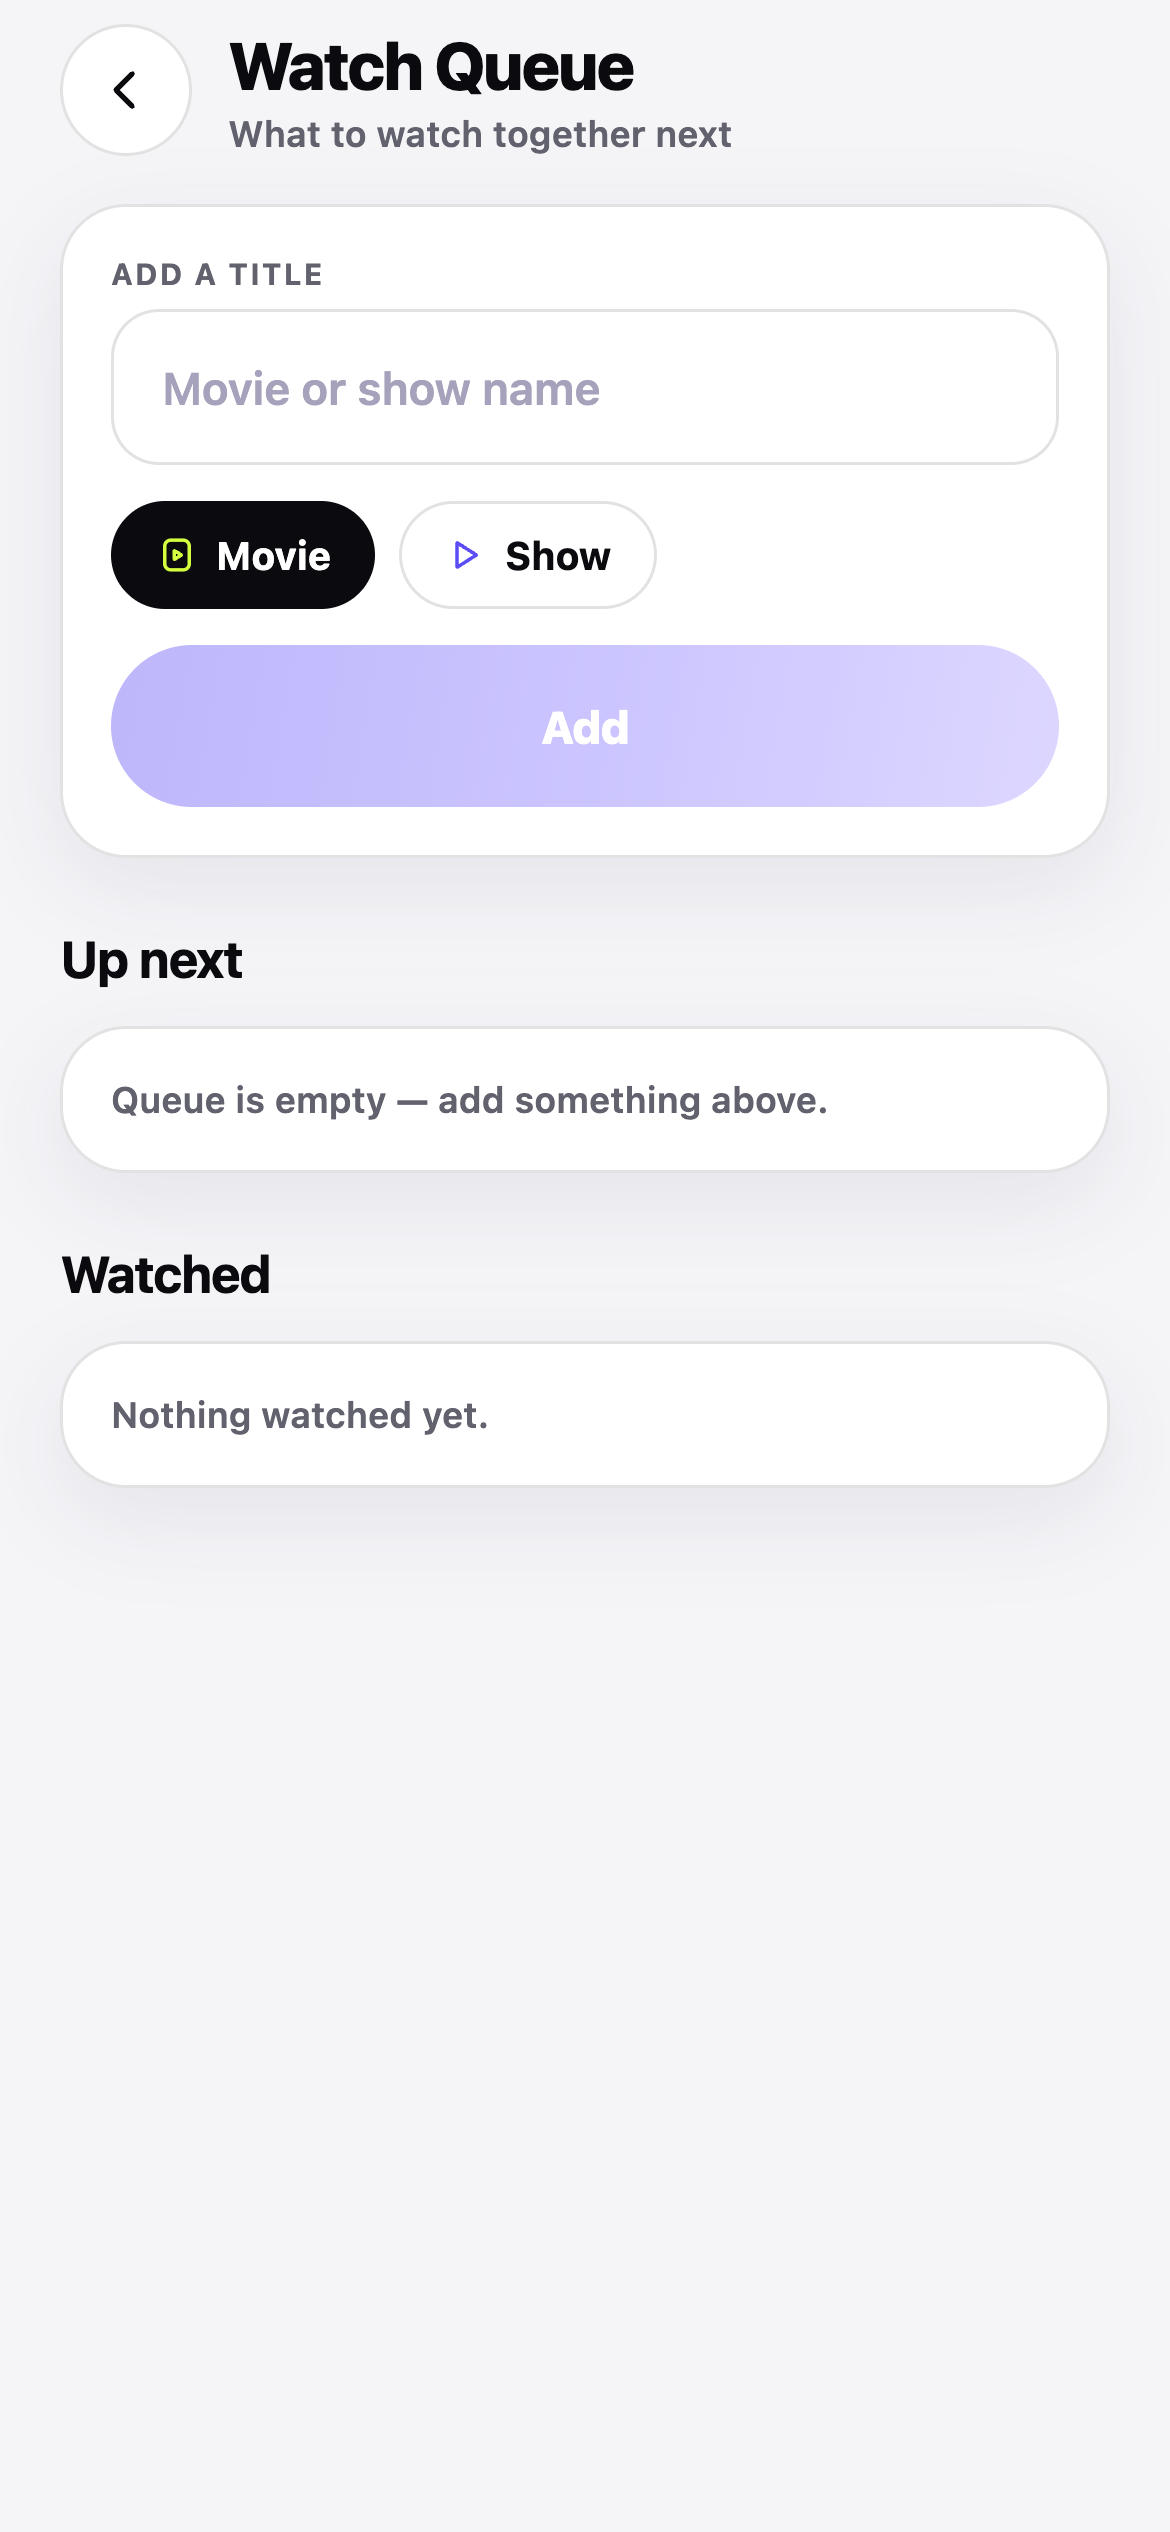 Watch Queue
What to watch together next
ADD A TITLE
Movie or show name
Movie
Show
Add
Up next
Queue is empty — add something above.
Watched
Nothing watched yet.